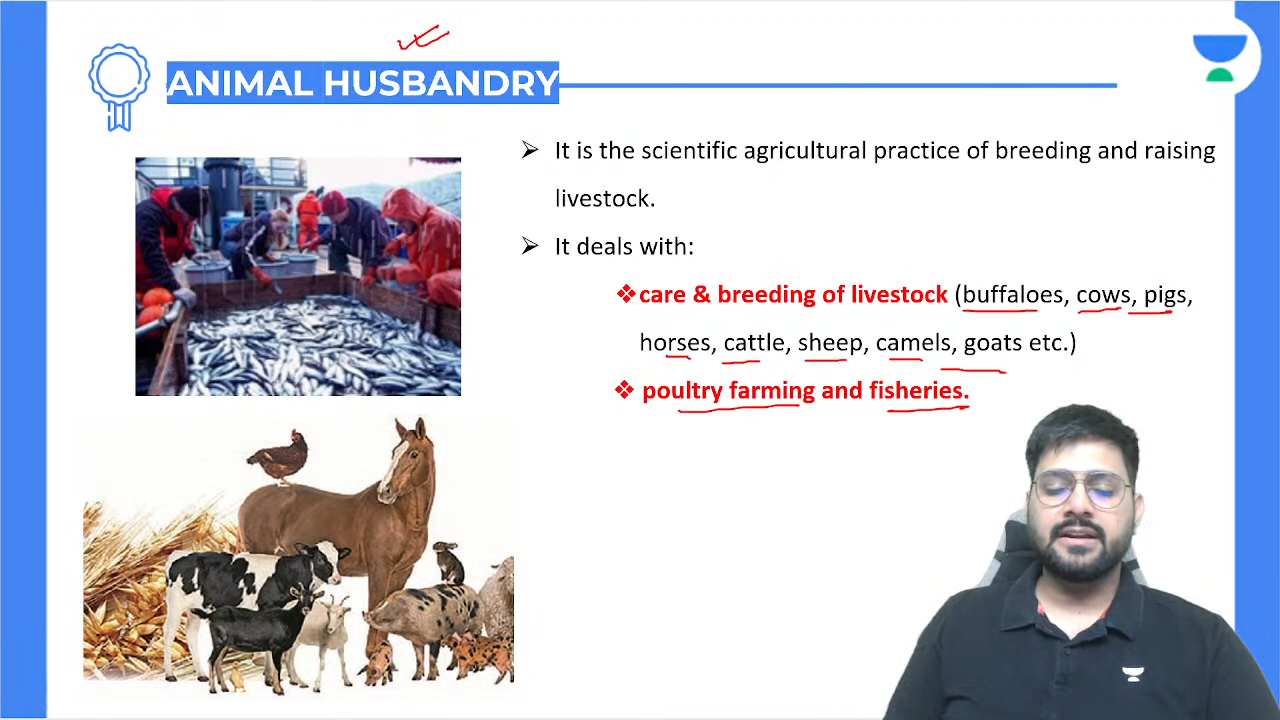 ANIMAL HUSBANDRY
➢ It is the scientific agricultural practice of breeding and raising
livestock.
➢ It deals with:
❖care & breeding of livestock (buffaloes, cows, pigs,
horses, cattle, sheep, camels, goats etc.)
❖ poultry farming and fisheries.